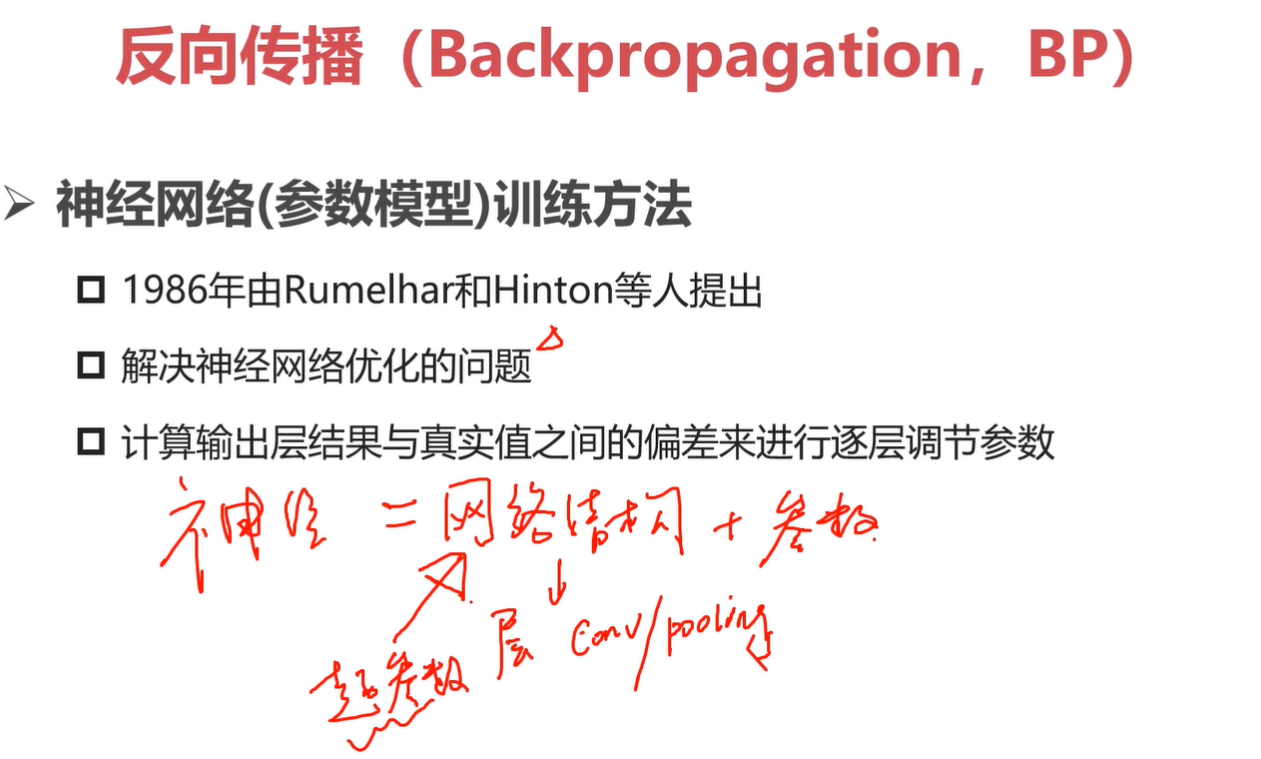 反向传播（Backpropagation，BP）
神经网络(参数模型)训练方法
1986年由Rumelhar和Hinton等人提出
解决神经网络优化的问题
计算输出层结果与真实值之间的偏差来进行逐层调节参数
神经 = 网络结构 + 参数
层 Conv/pooling
超参数